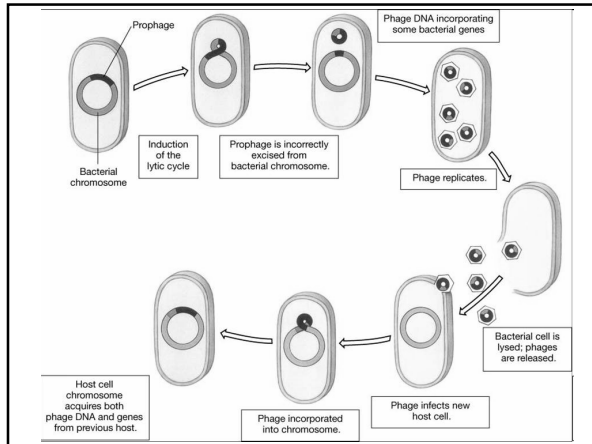 Prophage
Bacterial
chromosome
Induction
of the
lytic cycle
Prophage is incorrectly
excised from
bacterial chromosome.
Phage DNA incorporating
some bacterial genes
Phage replicates.
Bacterial cell is
lysed; phages
are released.
Phage infects new
host cell.
Phage incorporated
into chromosome.
Host cell
chromosome
acquires both
phage DNA and genes
from previous host.